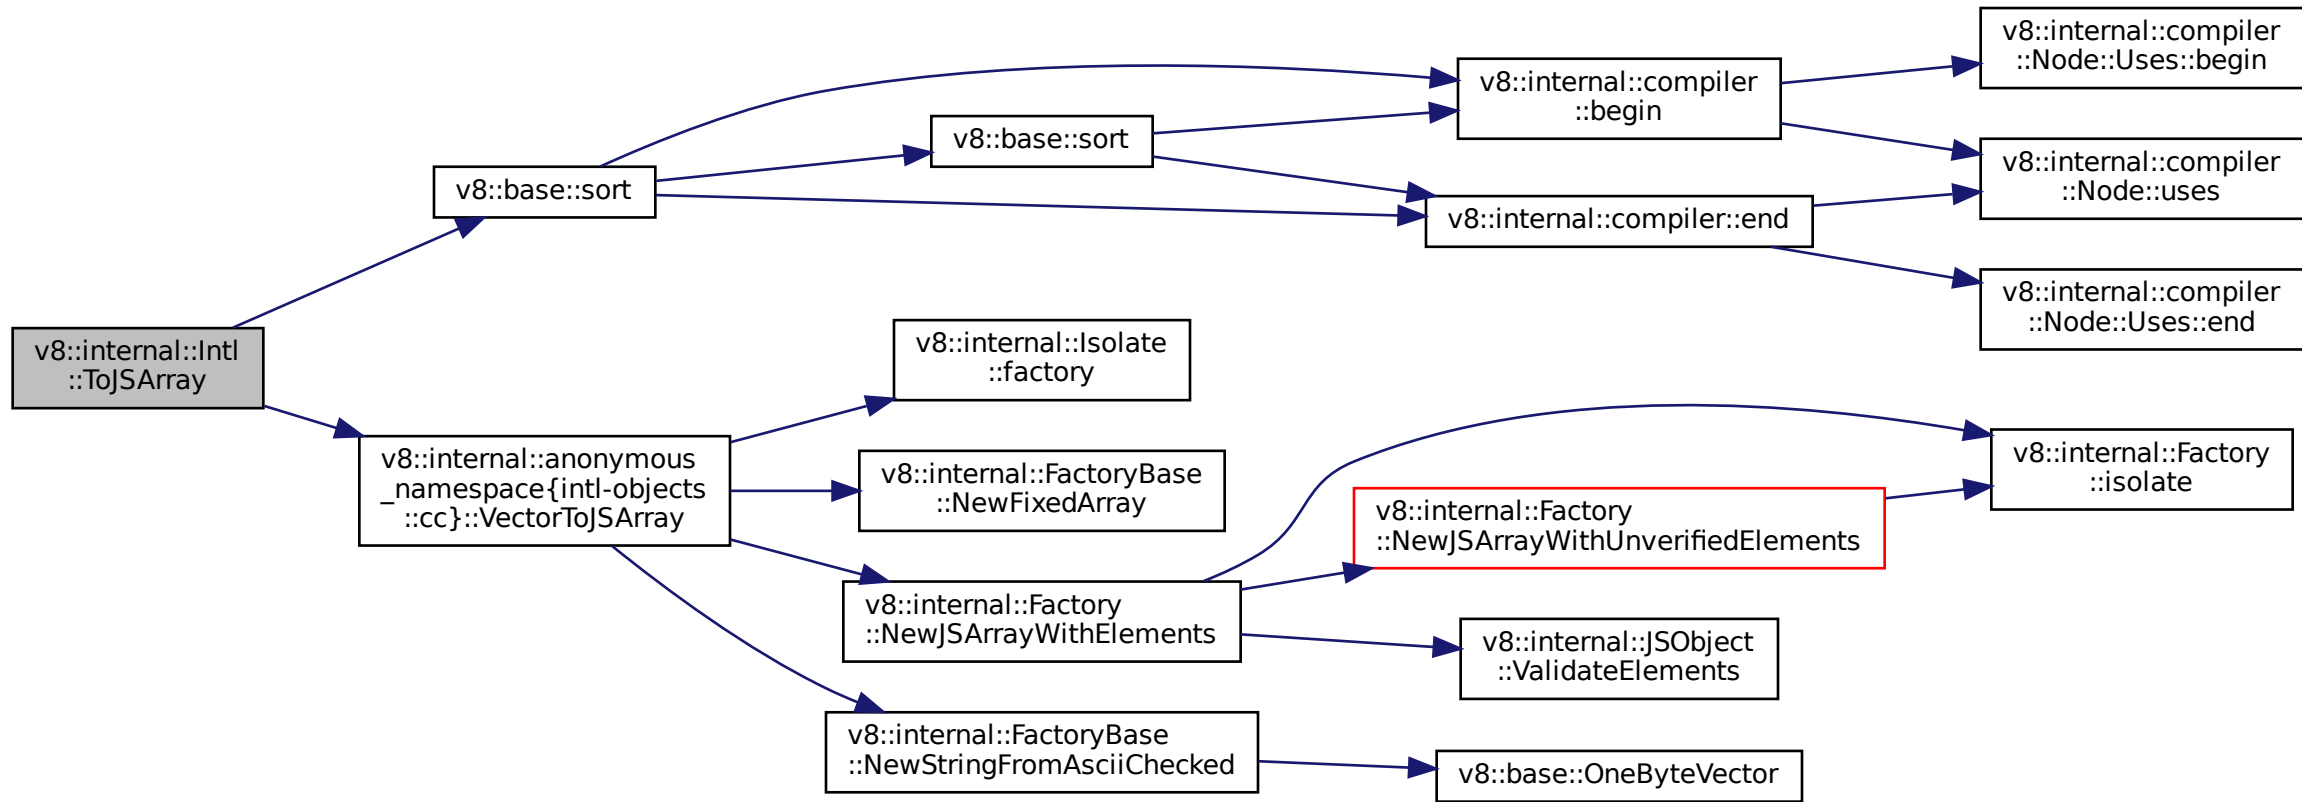 v8::internal::Intl
::ToJSArray
v8::base::sort
v8::base::sort
v8::internal::compiler
::begin
v8::internal::compiler
::Node::Uses::begin
v8::internal::compiler
::Node::uses
v8::internal::compiler::end
v8::internal::compiler
::Node::Uses::end
v8::internal::anonymous
_namespace{intl-objects
::cc}::VectorToJSArray
v8::internal::Isolate
::factory
v8::internal::FactoryBase
::NewFixedArray
v8::internal::Factory
::NewJSArrayWithElements
v8::internal::Factory
::isolate
v8::internal::Factory
::NewJSArrayWithUnverifiedElements
v8::internal::JSObject
::ValidateElements
v8::internal::FactoryBase
::NewStringFromAsciiChecked
v8::base::OneByteVector